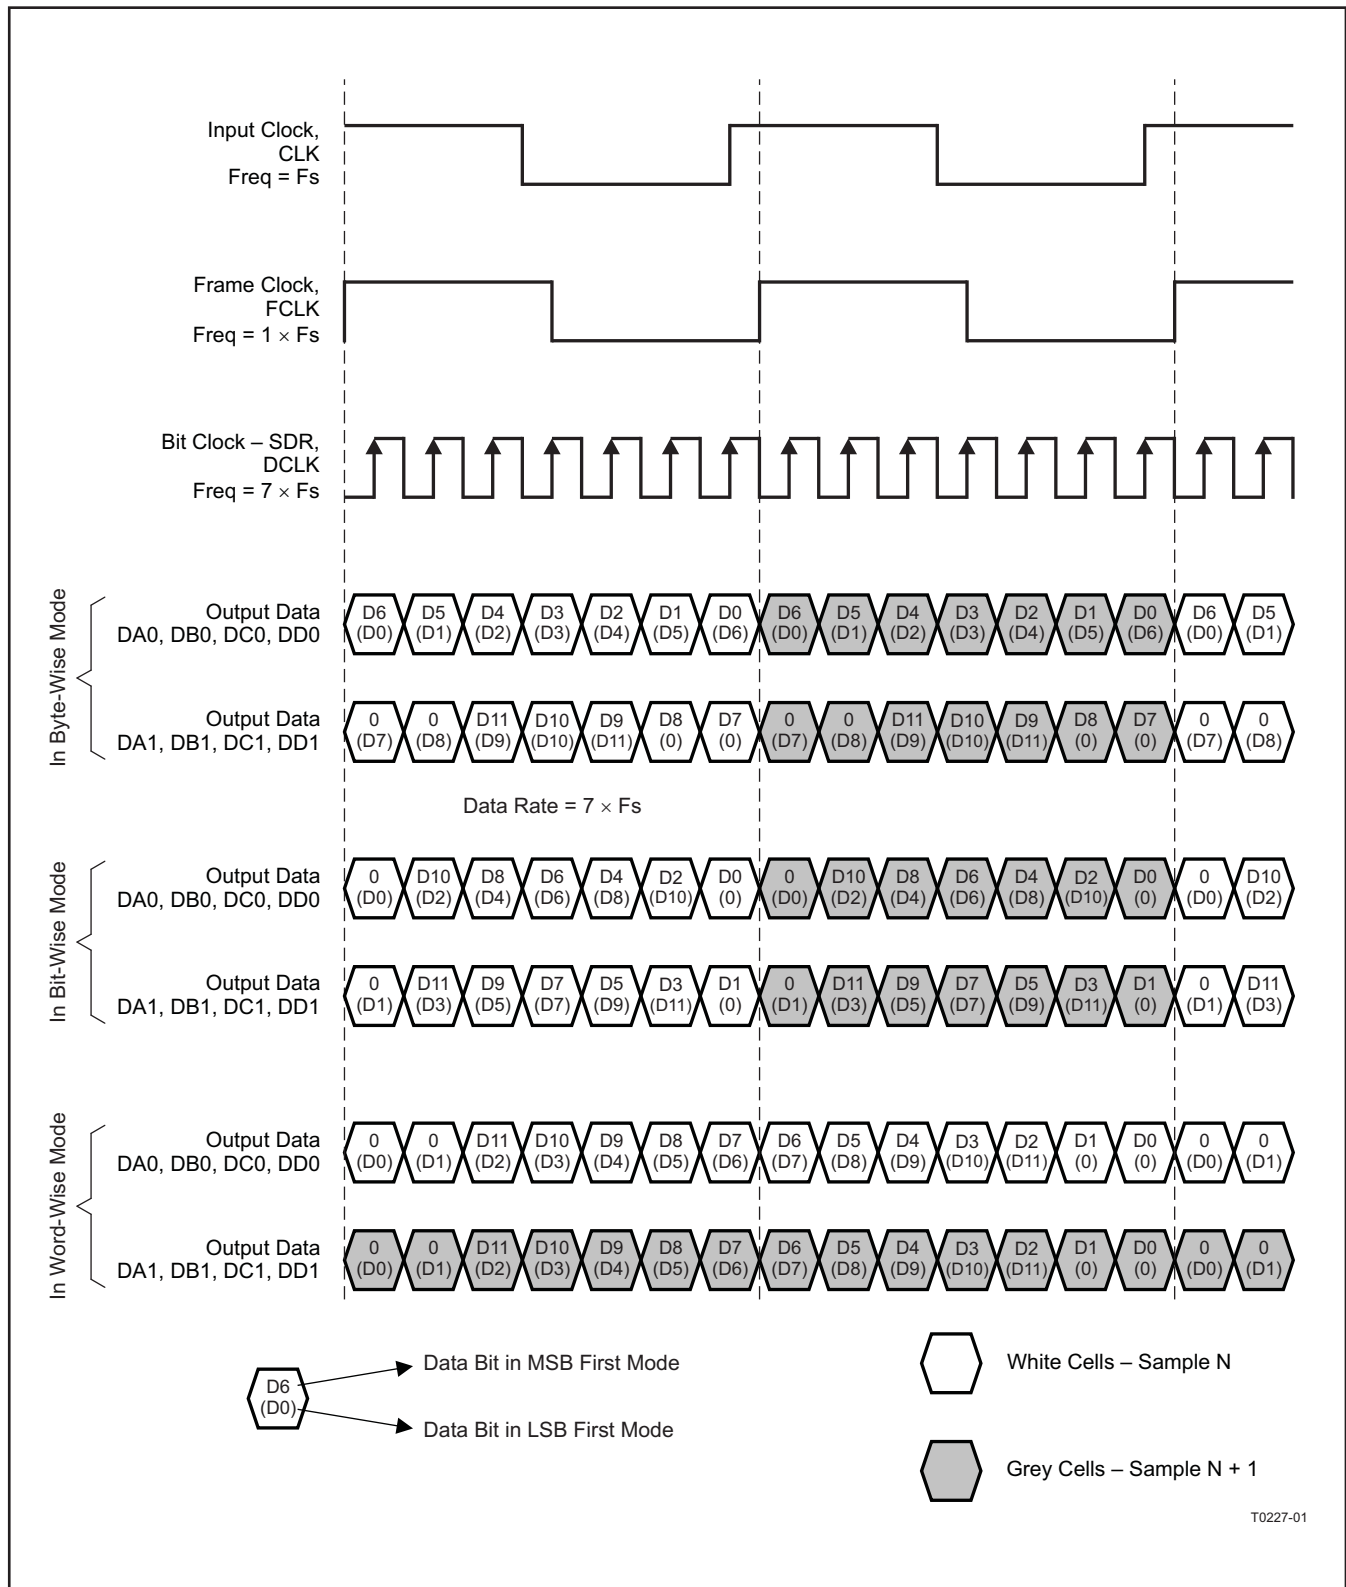 Input Clock,
CLK
Freq = Fs
Frame Clock,
FCLK
Freq = 1 × Fs
Bit Clock – SDR,
DCLK
Freq = 7 × Fs
In Byte-Wise Mode
Output Data
DA0, DB0, DC0, DD0
D6 D5 D4 D3 D2 D1 D0 D6 D5 D4 D3 D2 D1 D0 D6 D5
(D0) (D1) (D2) (D3) (D4) (D5) (D6) (D0) (D1) (D2) (D3) (D4) (D5) (D6) (D0) (D1)
Output Data
DA1, DB1, DC1, DD1
0 0 D11 D10 D9 D8 D7 0 0 D11 D10 D9 D8 D7 0 0
(D7) (D8) (D9) (D10) (D11) (0) (0) (D7) (D8) (D9) (D10) (D11) (0) (0) (D7) (D8)
Data Rate = 7 × Fs
In Bit-Wise Mode
Output Data
DA0, DB0, DC0, DD0
0 D10 D8 D6 D4 D2 D0 0 D10 D8 D6 D4 D2 D0 0 D10
(D0) (D2) (D4) (D6) (D8) (D10) (0) (D0) (D2) (D4) (D6) (D8) (D10) (0) (D0) (D2)
Output Data
DA1, DB1, DC1, DD1
0 D11 D9 D7 D5 D3 D1 0 D11 D9 D7 D5 D3 D1 0 D11
(D1) (D3) (D5) (D7) (D9) (D11) (0) (D1) (D3) (D5) (D7) (D9) (D11) (0) (D1) (D3)
In Word-Wise Mode
Output Data
DA0, DB0, DC0, DD0
0 0 D11 D10 D9 D8 D7 D6 D5 D4 D3 D2 D1 D0 0 0
(D0) (D1) (D2) (D3) (D4) (D5) (D6) (D7) (D8) (D9) (D10) (D11) (0) (0) (D0) (D1)
Output Data
DA1, DB1, DC1, DD1
0 0 D11 D10 D9 D8 D7 D6 D5 D4 D3 D2 D1 D0 0 0
(D0) (D1) (D2) (D3) (D4) (D5) (D6) (D7) (D8) (D9) (D10) (D11) (0) (0) (D0) (D1)
D6
(D0)
Data Bit in MSB First Mode
Data Bit in LSB First Mode
White Cells – Sample N
Grey Cells – Sample N + 1
T0227-01